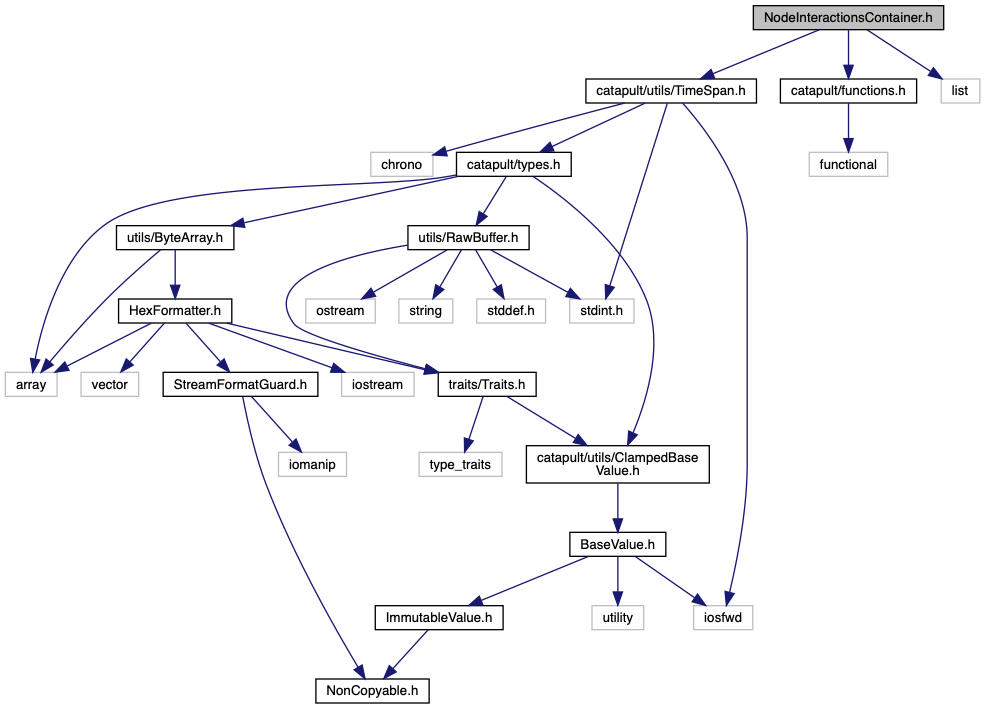 NodeInteractionsContainer.h
catapult/utils/TimeSpan.h
catapult/functions.h
list
chrono
catapult/types.h
functional
utils/ByteArray.h
utils/RawBuffer.h
HexFormatter.h
ostream
string
stddef.h
stdint.h
array
vector
StreamFormatGuard.h
iostream
traits/Traits.h
iomanip
type_traits
catapult/utils/ClampedBase
Value.h
BaseValue.h
ImmutableValue.h
utility
iosfwd
NonCopyable.h